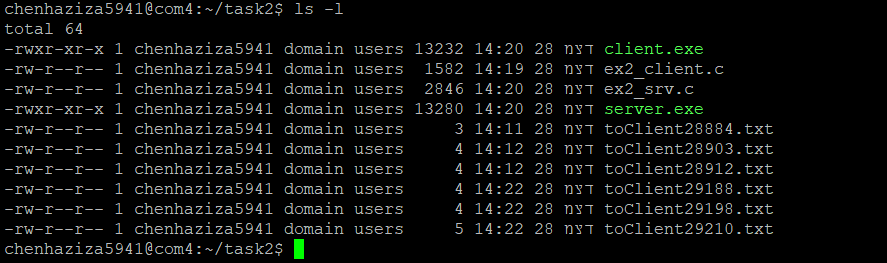 chenhaziza5941@com4:~/task2$ ls -l
total 64
-rwxr-xr-x 1 chenhaziza5941 domain users 13232 14:20 28 דצמ client.exe
-rw-r--r-- 1 chenhaziza5941 domain users 1582 14:19 28 דצמ ex2_client.c
-rw-r--r-- 1 chenhaziza5941 domain users 2846 14:20 28 דצמ ex2_srv.c
-rwxr-xr-x 1 chenhaziza5941 domain users 13280 14:20 28 דצמ server.exe
-rw-r--r-- 1 chenhaziza5941 domain users 3 14:11 28 דצמ toClient28884.txt
-rw-r--r-- 1 chenhaziza5941 domain users 4 14:12 28 דצמ toClient28903.txt
-rw-r--r-- 1 chenhaziza5941 domain users 4 14:12 28 דצמ toClient28912.txt
-rw-r--r-- 1 chenhaziza5941 domain users 4 14:22 28 דצמ toClient29188.txt
-rw-r--r-- 1 chenhaziza5941 domain users 4 14:22 28 דצמ toClient29198.txt
-rw-r--r-- 1 chenhaziza5941 domain users 5 14:22 28 דצמ toClient29210.txt
chenhaziza5941@com4:~/task2$